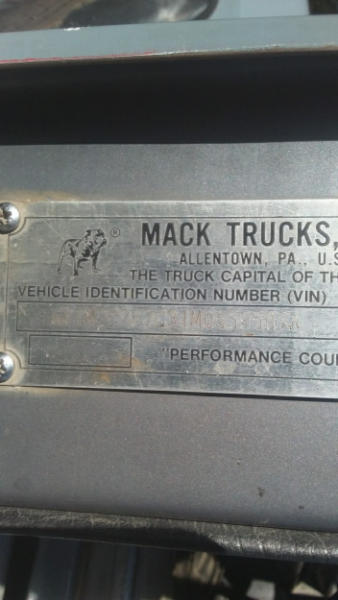 ® MACK TRUCKS,
ALLENTOWN, PA., U.S
THE TRUCK CAPITAL OF TH
VEHICLE IDENTIFICATION NUMBER (VIN)
"PERFORMANCE COU